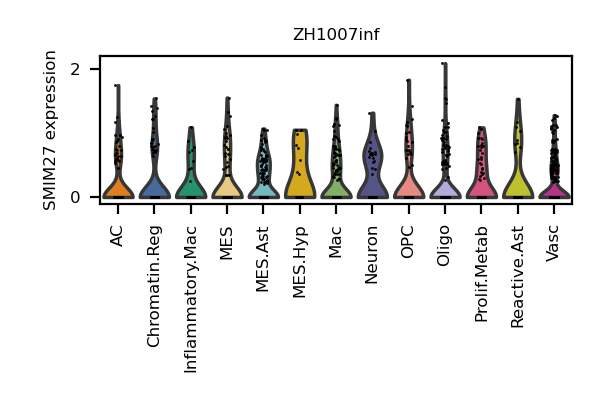 ZH1007inf
SMIM27 expression
2
0
AC
Chromatin.Reg
Inflammatory.Mac
MES
MES.Ast
MES.Hyp
Mac
Neuron
OPC
Oligo
Prolif.Metab
Reactive.Ast
Vasc